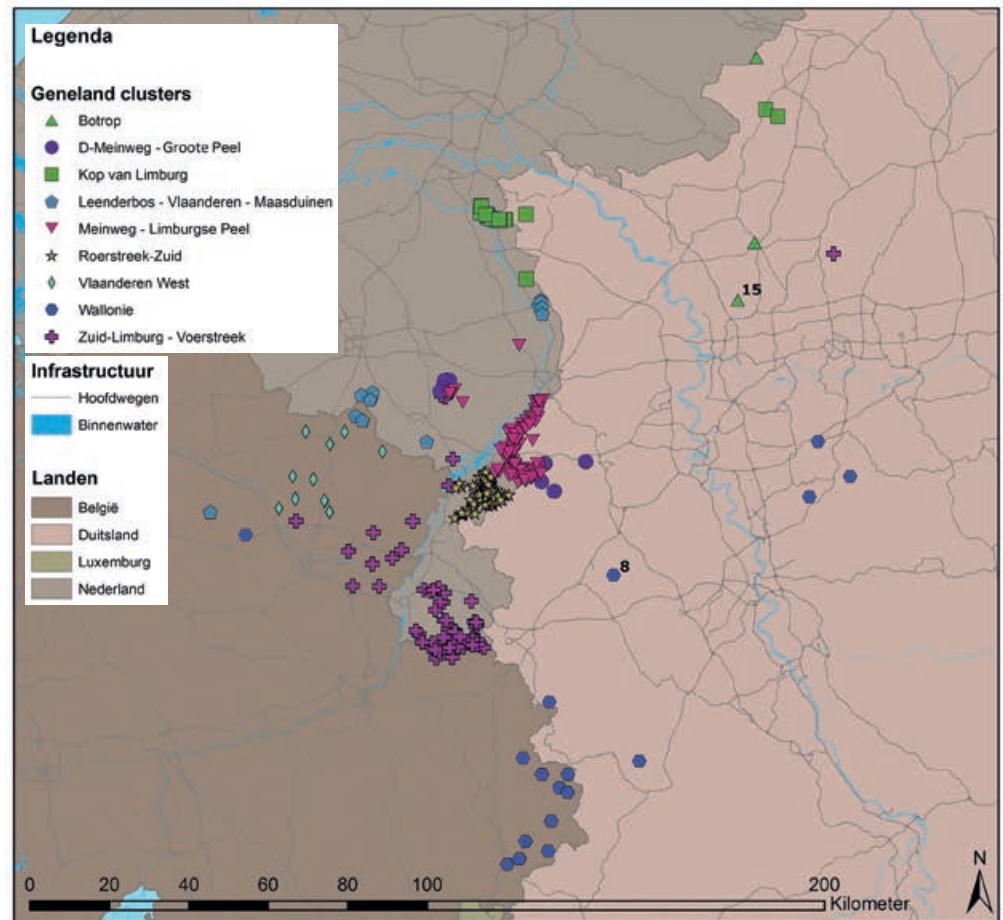 Legenda
Geneland clusters
Botrop
D-Meinweg - Groote Peel
Kop van Limburg
Leenderbos - Vlaanderen - Maasduinen
Meinweg - Limburgse Peel
Roerstreek-Zuid
Vlaanderen West
Wallonie
Zuid-Limburg - Voerstreek
Infrastructuur
Hoofdwegen
Binnenwater
Landen
België
Duitsland
Luxemburg
Nederland
15
8
N
0 20 40 60 80 100 200
Kilometer